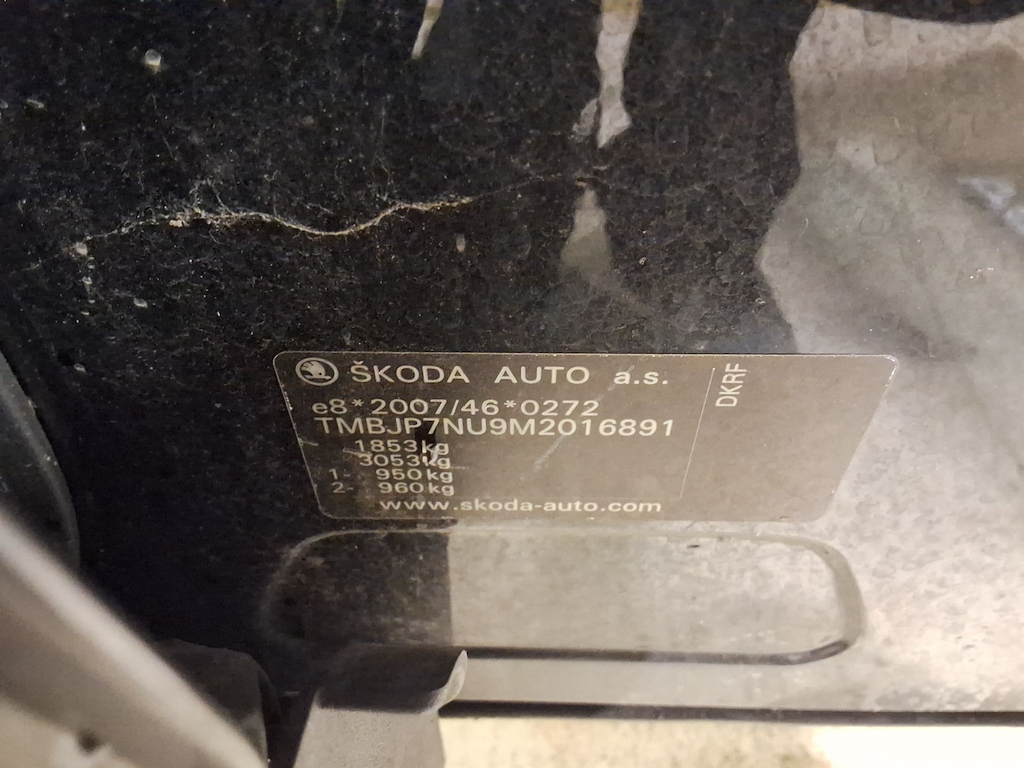 ŠKODA AUTO a.s.
e8*2007/46*0272
TMBJP7NU9M2016891
1853kg
3053kg
1- 950kg
2- 960kg
www.skoda-auto.com
DKRF